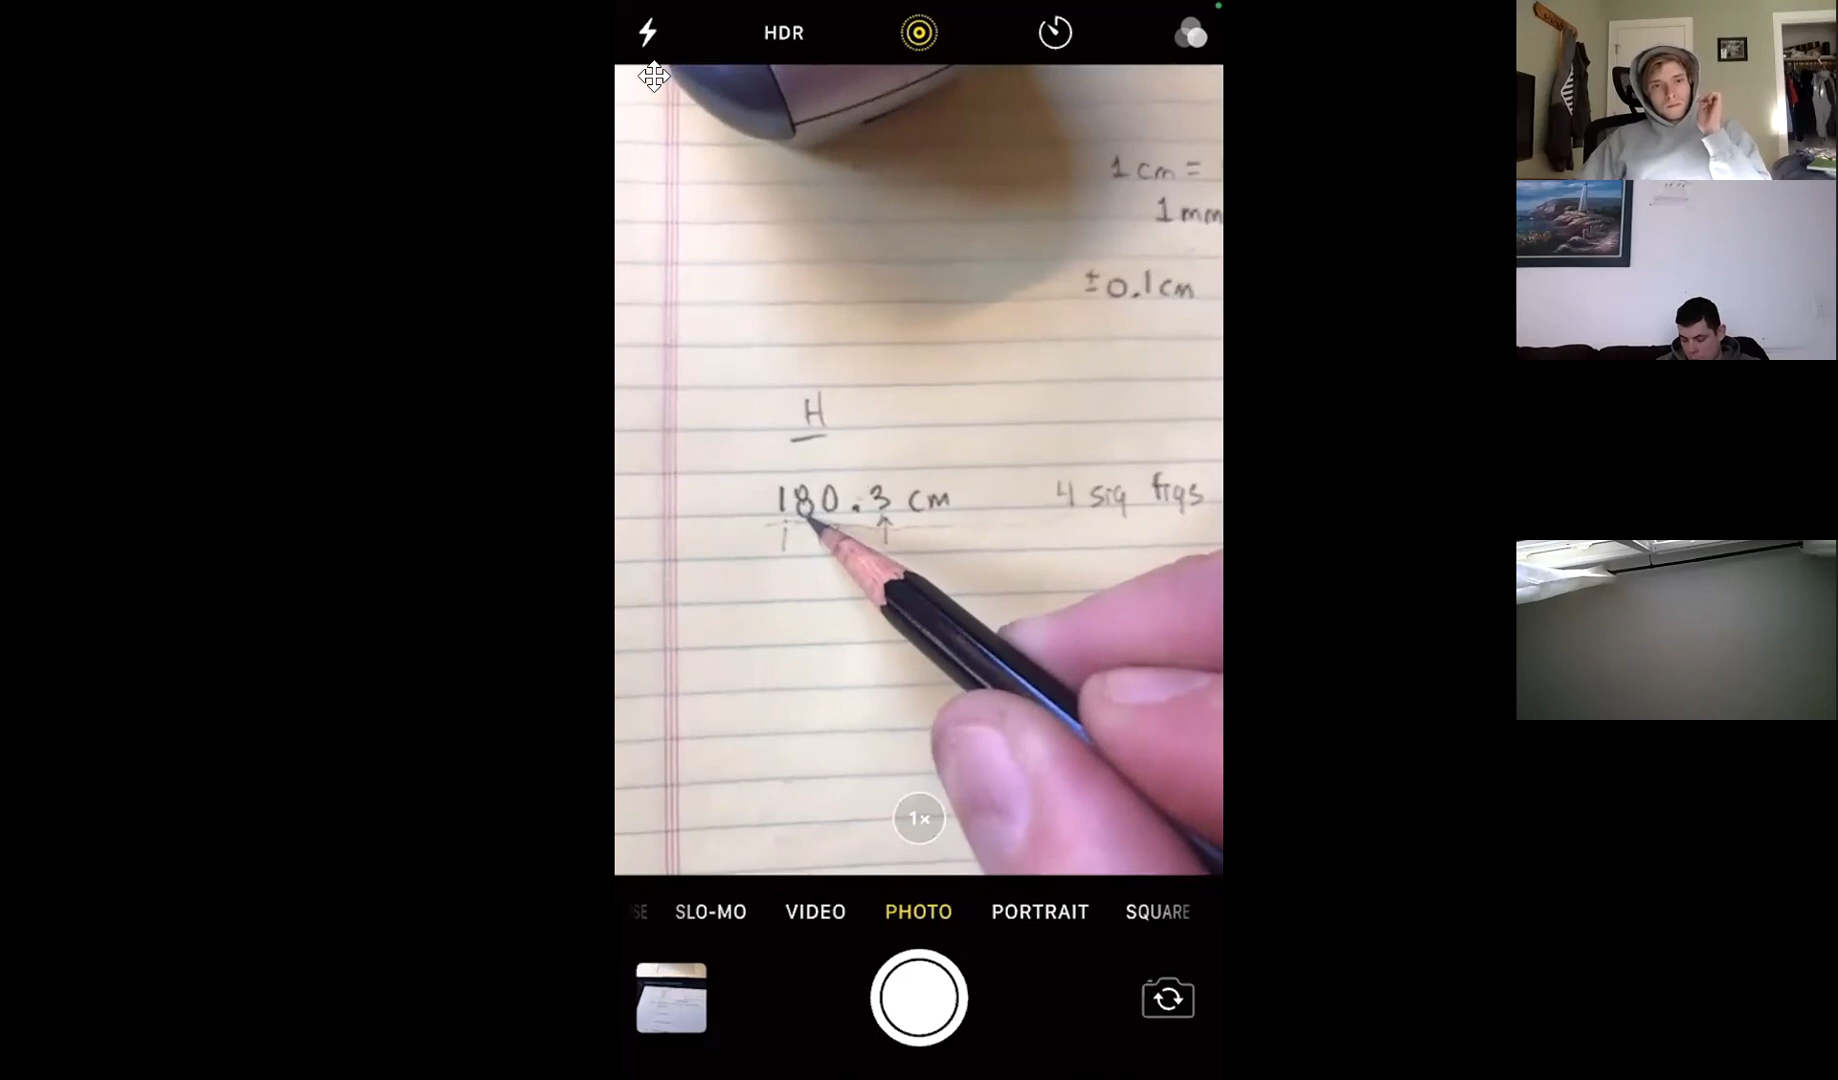 HDR
1 cm =
1 mm
±0.1 cm
H
180.3 cm 4 sig figs
1×
SLO-MO VIDEO PHOTO PORTRAIT SQUARE